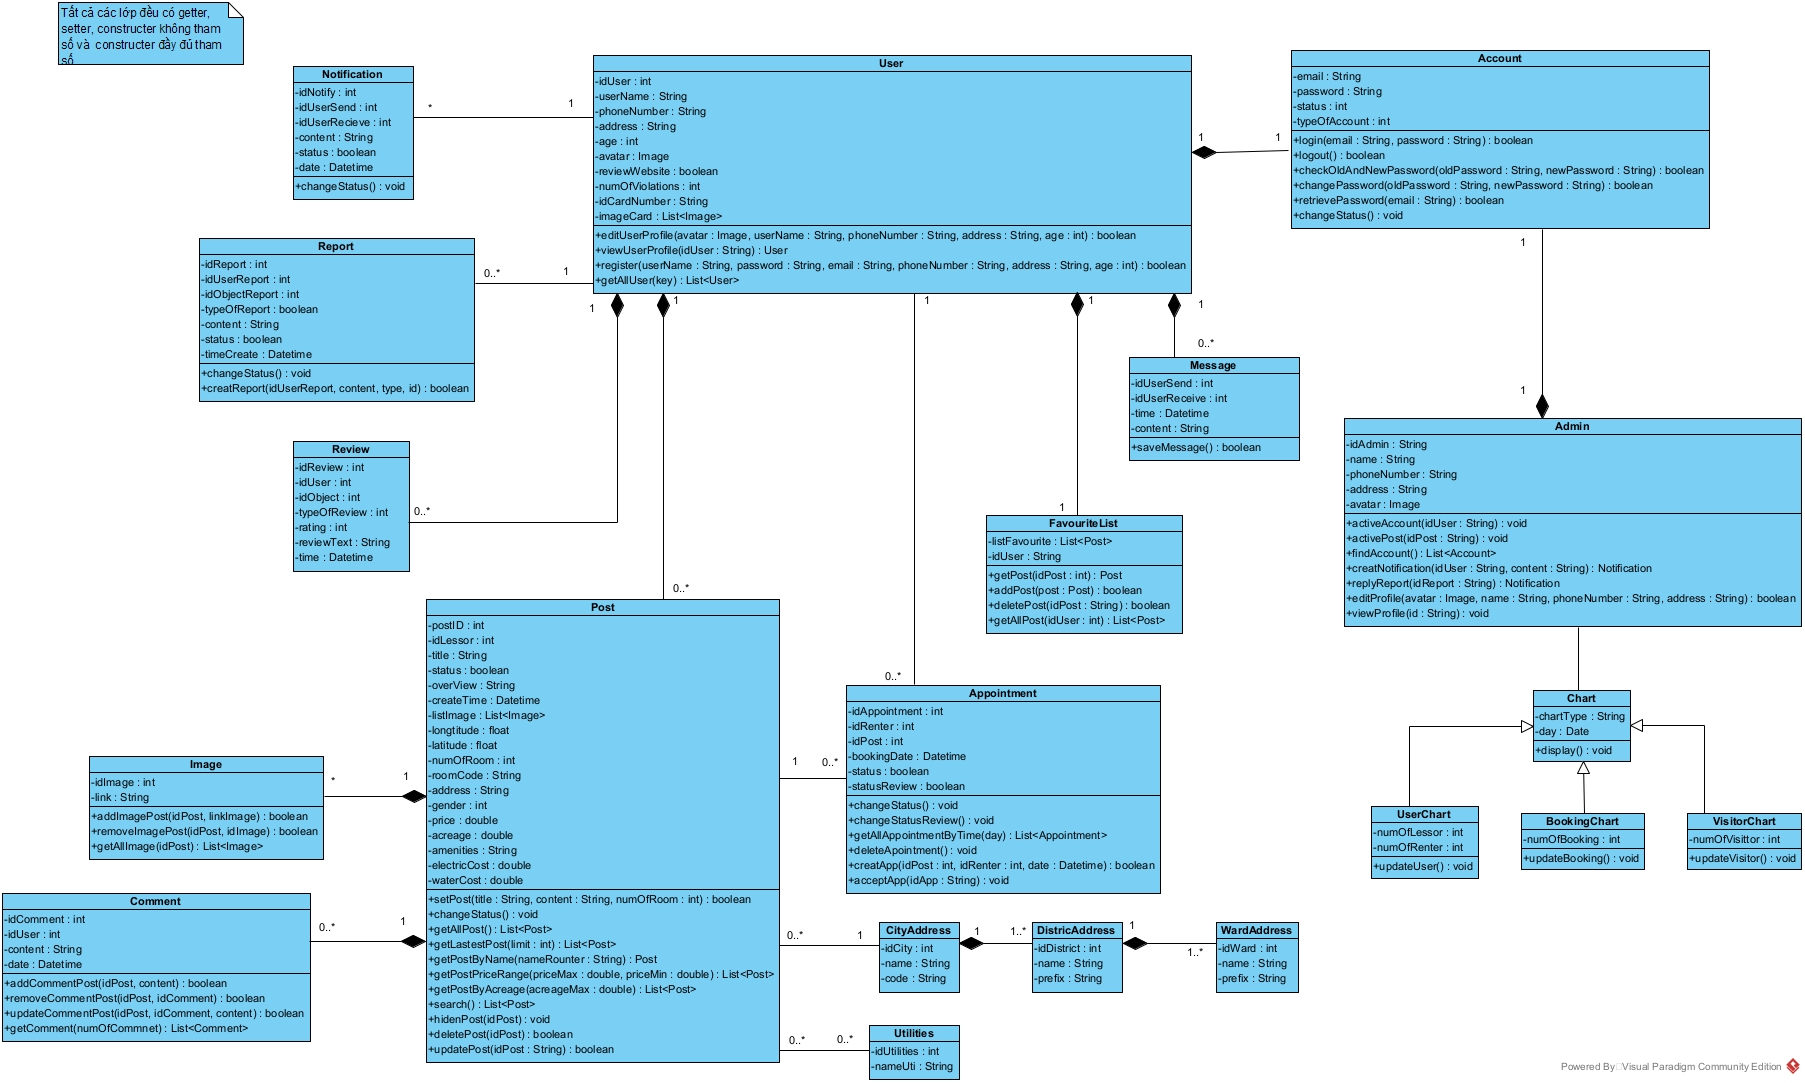 Tất cả các lớp đều có getter,
setter, constructer không tham
số và constructer đầy đủ tham
số
Notification
-idNotify : int
-idUserSend : int
-idUserRecieve : int
-content : String
-status : boolean
-date : Datetime
+changeStatus() : void
*
1
User
-idUser : int
-userName : String
-phoneNumber : String
-address : String
-age : int
-avatar : Image
-reviewWebsite : boolean
-numOfViolations : int
-idCardNumber : String
-imageCard : List<Image>
+editUserProfile(avatar : Image, userName : String, phoneNumber : String, address : String, age : int) : boolean
+viewUserProfile(idUser : String) : User
+register(userName : String, password : String, email : String, phoneNumber : String, address : String, age : int) : boolean
+getAllUser(key) : List<User>
1
1
Account
-email : String
-password : String
-status : int
-typeOfAccount : int
+login(email : String, password : String) : boolean
+logout() : boolean
+checkOldAndNewPassword(oldPassword : String, newPassword : String) : boolean
+changePassword(oldPassword : String, newPassword : String) : boolean
+retrievePassword(email : String) : boolean
+changeStatus() : void
1
1
Report
-idReport : int
-idUserReport : int
-idObjectReport : int
-typeOfReport : boolean
-content : String
-status : boolean
-timeCreate : Datetime
+changeStatus() : void
+creatReport(idUserReport, content, type, id) : boolean
0..*
1
1
1
1
1
1
0..*
Message
-idUserSend : int
-idUserReceive : int
-time : Datetime
-content : String
+saveMessage() : boolean
Admin
-idAdmin : String
-name : String
-phoneNumber : String
-address : String
-avatar : Image
+activeAccount(idUser : String) : void
+activePost(idPost : String) : void
+findAccount() : List<Account>
+creatNotification(idUser : String, content : String) : Notification
+replyReport(idReport : String) : Notification
+editProfile(avatar : Image, name : String, phoneNumber : String, address : String) : boolean
+viewProfile(id : String) : void
Review
-idReview : int
-idUser : int
-idObject : int
-typeOfReview : int
-rating : int
-reviewText : String
-time : Datetime
0..*
1
FavouriteList
-listFavourite : List<Post>
-idUser : String
+getPost(idPost : int) : Post
+addPost(post : Post) : boolean
+deletePost(idPost : String) : boolean
+getAllPost(idUser : int) : List<Post>
0..*
Post
-postID : int
-idLessor : int
-title : String
-status : boolean
-overView : String
-createTime : Datetime
-listImage : List<Image>
-longtitude : float
-latitude : float
-numOfRoom : int
-roomCode : String
-address : String
-gender : int
-price : double
-acreage : double
-amenities : String
-electricCost : double
-waterCost : double
+setPost(title : String, content : String, numOfRoom : int) : boolean
+changeStatus() : void
+getAllPost() : List<Post>
+getLastestPost(limit : int) : List<Post>
+getPostByName(nameRounter : String) : Post
+getPostPriceRange(priceMax : double, priceMin : double) : List<Post>
+getPostByAcreage(acreageMax : double) : List<Post>
+search() : List<Post>
+hidenPost(idPost) : void
+deletePost(idPost) : boolean
+updatePost(idPost : String) : boolean
0..*
Appointment
-idAppointment : int
-idRenter : int
-idPost : int
-bookingDate : Datetime
-status : boolean
-statusReview : boolean
+changeStatus() : void
+changeStatusReview() : void
+getAllAppointmentByTime(day) : List<Appointment>
+deleteApointment() : void
+creatApp(idPost : int, idRenter : int, date : Datetime) : boolean
+acceptApp(idApp : String) : void
1
0..*
Chart
-chartType : String
-day : Date
+display() : void
UserChart
-numOfLessor : int
-numOfRenter : int
+updateUser() : void
BookingChart
-numOfBooking : int
+updateBooking() : void
VisitorChart
-numOfVisittor : int
+updateVisitor() : void
Image
-idImage : int
-link : String
+addImagePost(idPost, linkImage) : boolean
+removeImagePost(idPost, idImage) : boolean
+getAllImage(idPost) : List<Image>
*
1
Comment
-idComment : int
-idUser : int
-content : String
-date : Datetime
+addCommentPost(idPost, content) : boolean
+removeCommentPost(idPost, idComment) : boolean
+updateCommentPost(idPost, idComment, content) : boolean
+getComment(numOfCommnet) : List<Comment>
0..*
1
0..*
1
CityAddress
-idCity : int
-name : String
-code : String
1
1..*
DistricAddress
-idDistrict : int
-name : String
-prefix : String
1
1..*
WardAddress
-idWard : int
-name : String
-prefix : String
0..*
0..*
Utilities
-idUtilities : int
-nameUti : String
Powered By Visual Paradigm Community Edition